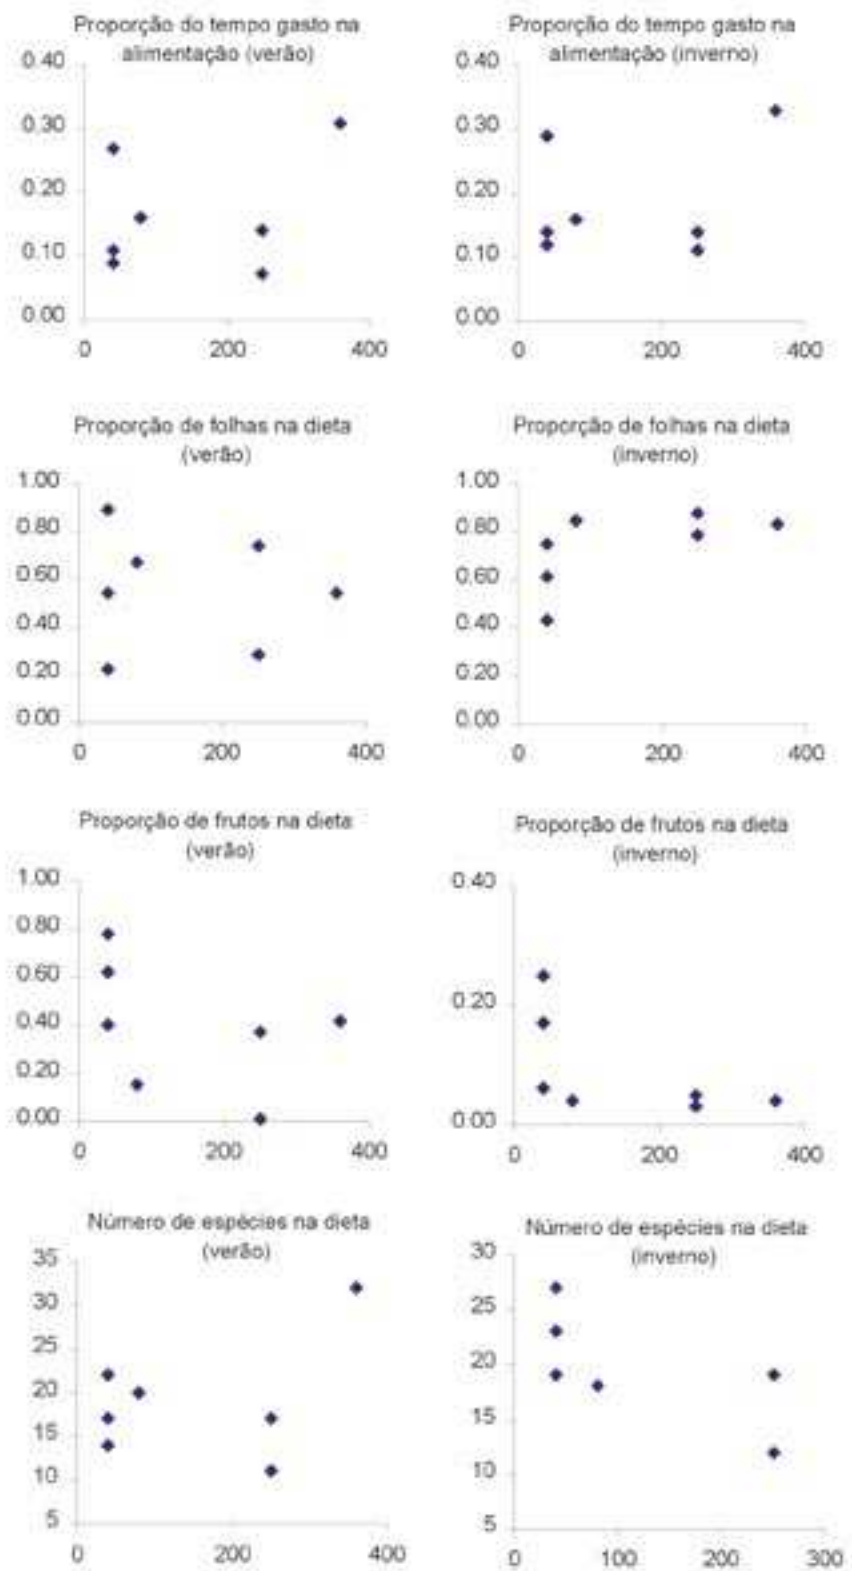 Proporção do tempo gasto na
alimentação (verão)
0.40
0.30
0.20
0.10
0.00
0 200 400
Proporção do tempo gasto na
alimentação (inverno)
0.40
0.30
0.20
0.10
0.00
0 200 400
Proporção de folhas na dieta
(verão)
1.00
0.80
0.60
0.40
0.20
0.00
0 200 400
Proporção de folhas na dieta
(inverno)
1.00
0.80
0.60
0.40
0.20
0.00
0 200 400
Proporção de frutos na dieta
(verão)
1.00
0.80
0.60
0.40
0.20
0.00
0 200 400
Proporção de frutos na dieta
(inverno)
0.40
0.20
0.00
0 200 400
Número de espécies na dieta
(verão)
35
30
25
20
15
10
5
0 200 400
Número de espécies na dieta
(inverno)
30
25
20
15
10
5
0 100 200 300